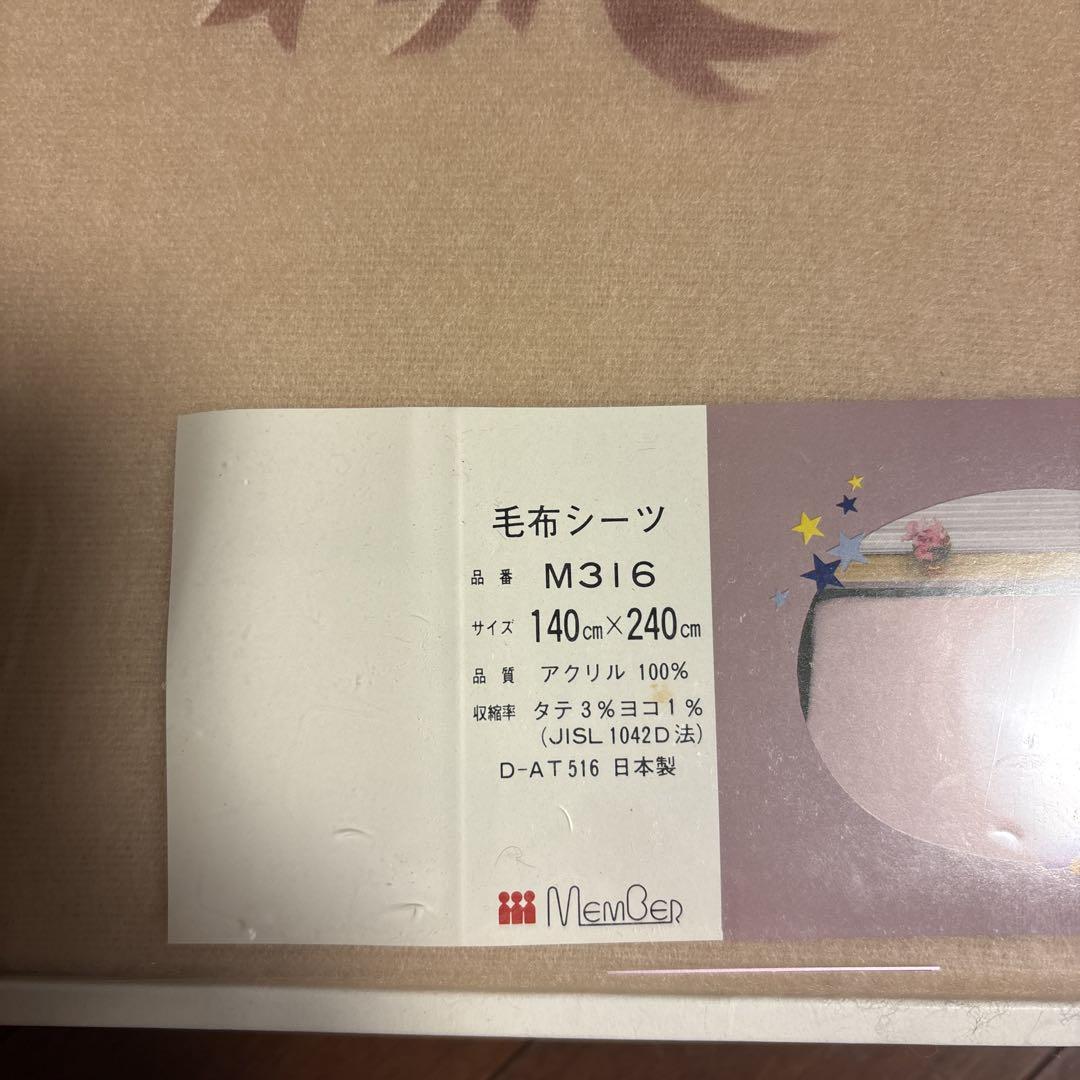 毛布シーツ
品番 M316
サイズ 140cm×240cm
品質 アクリル 100%
収縮率 タテ3%ヨコ1%
(JISL 1042D法)
D-AT516 日本製
MEMBER